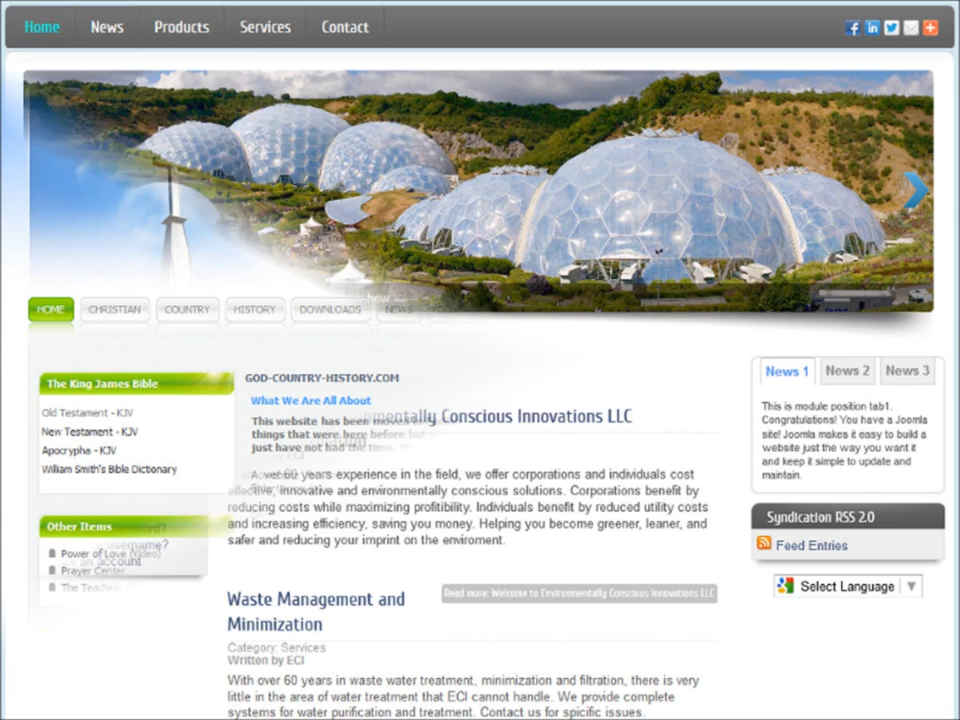 Home News Products Services Contact
HOME CHRISTIAN COUNTRY HISTORY DOWNLOADS NEWS
The King James Bible
Old Testament - KJV
New Testament - KJV
Apocrypha - KJV
William Smith's Bible Dictionary
Other Items
username?
an account
Power of Love (Video)
Prayer Center
The Teaching
GOD-COUNTRY-HISTORY.COM
What We Are All About
This website has been moved
things that were here before but
just have not had the time.
mentally Conscious Innovations LLC
60 years experience in the field, we offer corporations and individuals cost
effective, innovative and environmentally conscious solutions. Corporations benefit by
reducing costs while maximizing profitibility. Individuals benefit by reduced utility costs
and increasing efficiency, saving you money. Helping you become greener, leaner, and
safer and reducing your imprint on the enviroment.
Read more: Welcome to Environmentally Conscious Innovations LLC
Waste Management and
Minimization
Category: Services
Written by ECI
With over 60 years in waste water treatment, minimization and filtration, there is very
little in the area of water treatment that ECI cannot handle. We provide complete
systems for water purification and treatment. Contact us for spicific issues.
News 1 News 2 News 3
This is module position tab1.
Congratulations! You have a Joomla
site! Joomla makes it easy to build a
website just the way you want it
and keep it simple to update and
maintain.
Syndication RSS 2.0
Feed Entries
Select Language